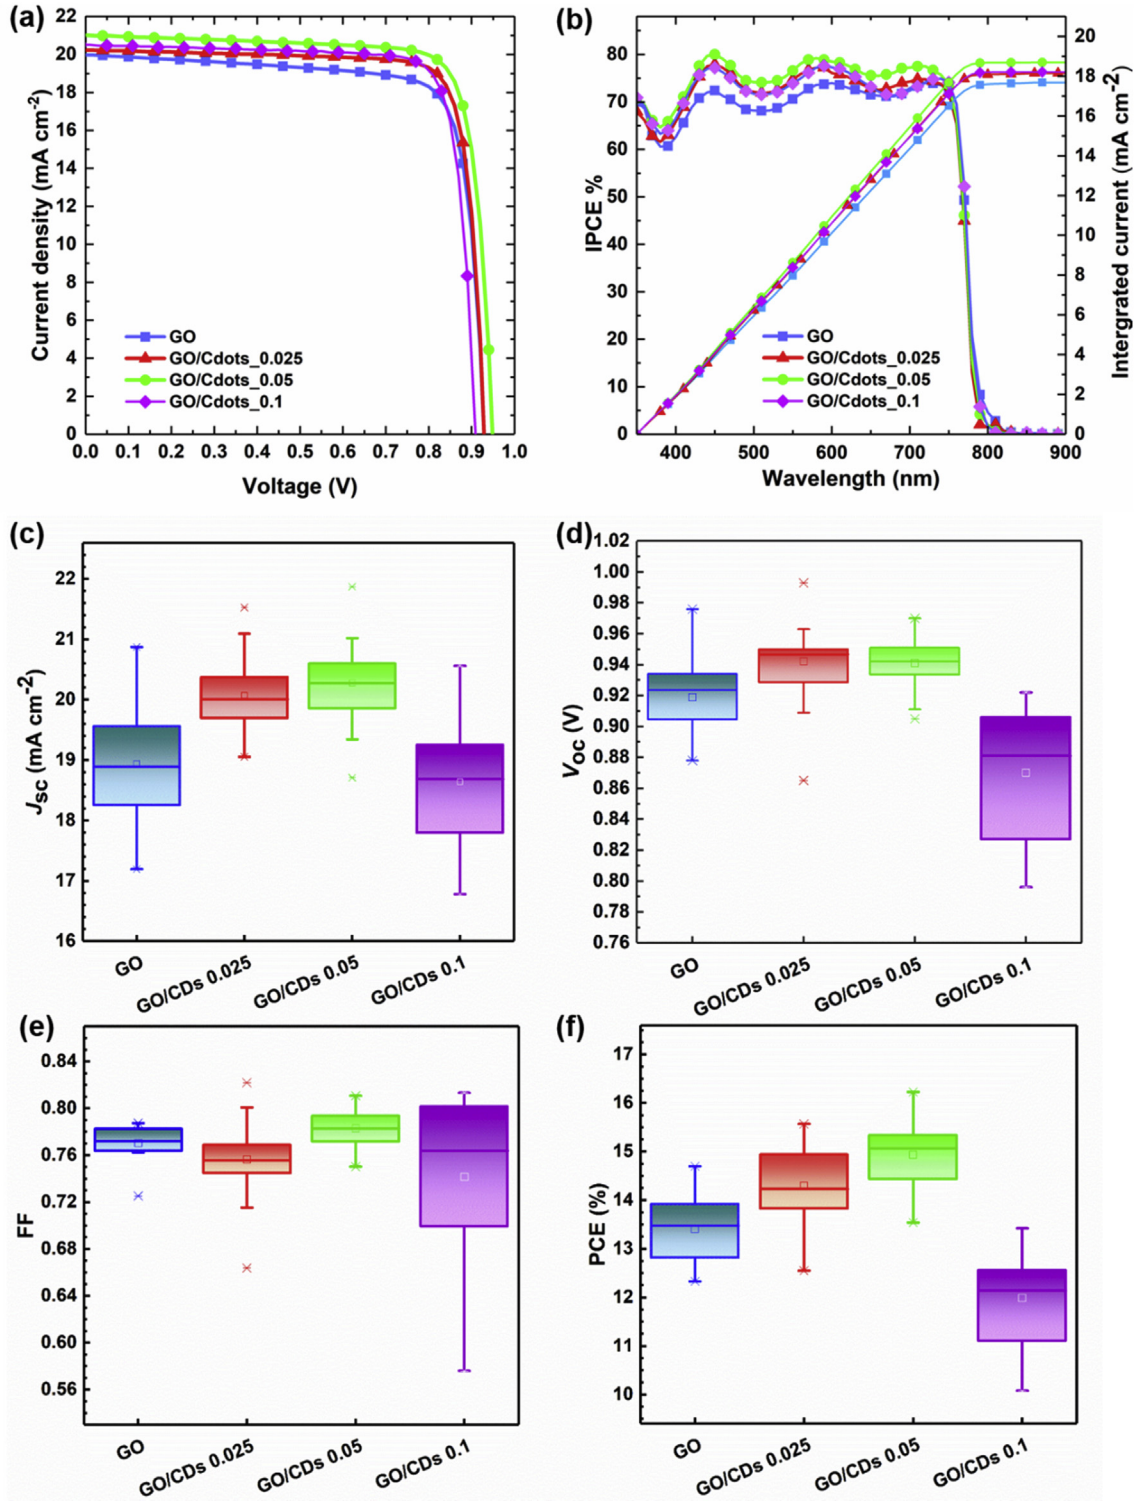 (a)
22
20
18
16
14
12
10
8
6
4
2
0
Current density (mA cm-2)
GO
GO/Cdots_0.025
GO/Cdots_0.05
GO/Cdots_0.1
0.0 0.1 0.2 0.3 0.4 0.5 0.6 0.7 0.8 0.9 1.0
Voltage (V)
(b)
80
70
60
50
40
30
20
10
0
IPCE %
20
18
16
14
12
10
8
6
4
2
0
Intergrated current (mA cm-2)
GO
GO/Cdots_0.025
GO/Cdots_0.05
GO/Cdots_0.1
400 500 600 700 800 900
Wavelength (nm)
(c)
22
21
20
19
18
17
16
JSC (mA cm-2)
GO
GO/CDs 0.025
GO/CDs 0.05
GO/CDs 0.1
(d)
1.02
1.00
0.98
0.96
0.94
0.92
0.90
0.88
0.86
0.84
0.82
0.80
0.78
0.76
VOC (V)
GO
GO/CDs 0.025
GO/CDs 0.05
GO/CDs 0.1
(e)
0.84
0.80
0.76
0.72
0.68
0.64
0.60
0.56
FF
GO
GO/CDs 0.025
GO/CDs 0.05
GO/CDs 0.1
(f)
17
16
15
14
13
12
11
10
PCE (%)
GO
GO/CDs 0.025
GO/CDs 0.05
GO/CDs 0.1